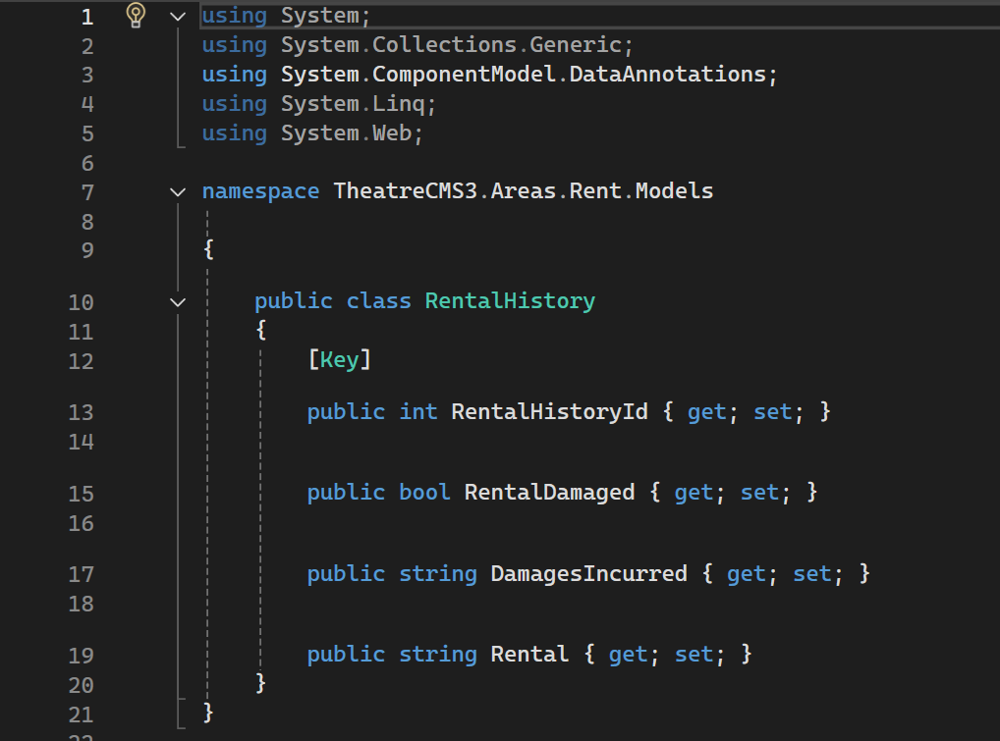 1 using System;
2 using System.Collections.Generic;
3 using System.ComponentModel.DataAnnotations;
4 using System.Linq;
5 using System.Web;
6
7 namespace TheatreCMS3.Areas.Rent.Models
8
9 {
10 public class RentalHistory
11 {
12 [Key]
13 public int RentalHistoryId { get; set; }
14
15 public bool RentalDamaged { get; set; }
16
17 public string DamagesIncurred { get; set; }
18
19 public string Rental { get; set; }
20 }
21 }